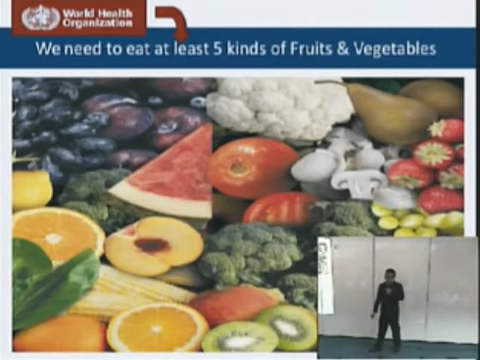 World Health
Organization
We need to eat at least 5 kinds of Fruits & Vegetables